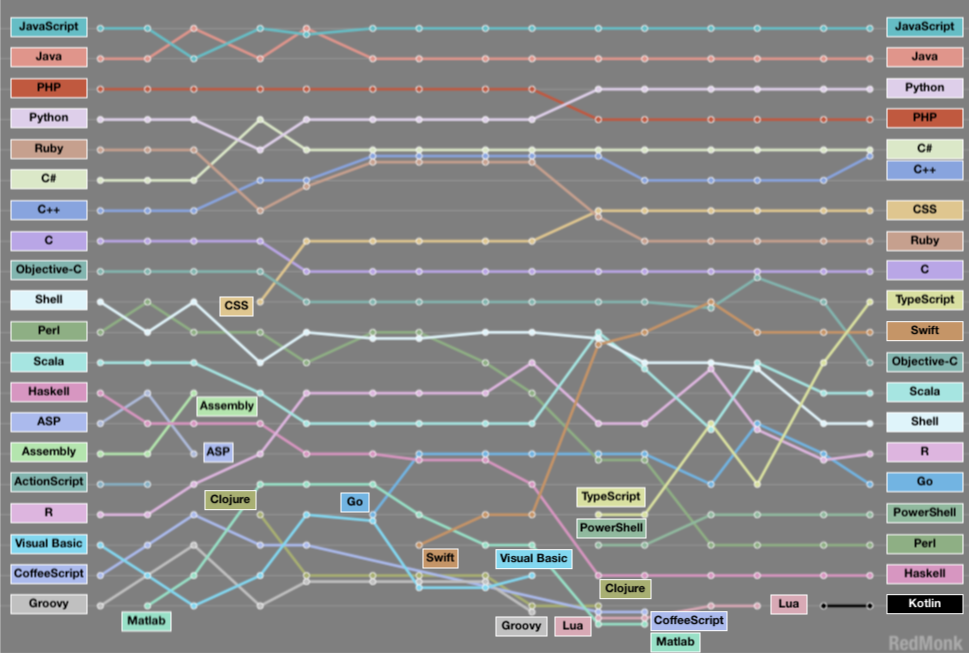 JavaScript
Java
PHP
Python
Ruby
C#
C++
C
Objective-C
Shell
Perl
Scala
Haskell
ASP
Assembly
ActionScript
R
Visual Basic
CoffeeScript
Groovy
CSS
Assembly
ASP
Clojure
Go
Matlab
Swift
Visual Basic
TypeScript
PowerShell
Clojure
Groovy
Lua
CoffeeScript
Matlab
Lua
JavaScript
Java
Python
PHP
C#
C++
CSS
Ruby
C
TypeScript
Swift
Objective-C
Scala
Shell
R
Go
PowerShell
Perl
Haskell
Kotlin
RedMonk